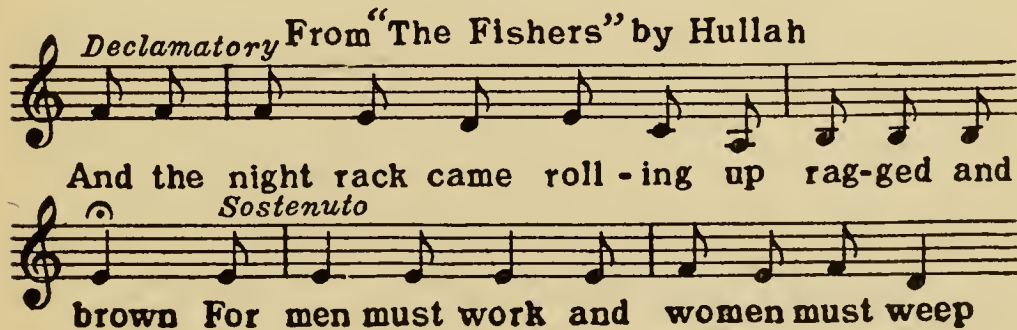 From "The Fishers" by Hullah
Declamatory
And the night rack came roll - ing up rag-ged and
Sostenuto
brown For men must work and women must weep